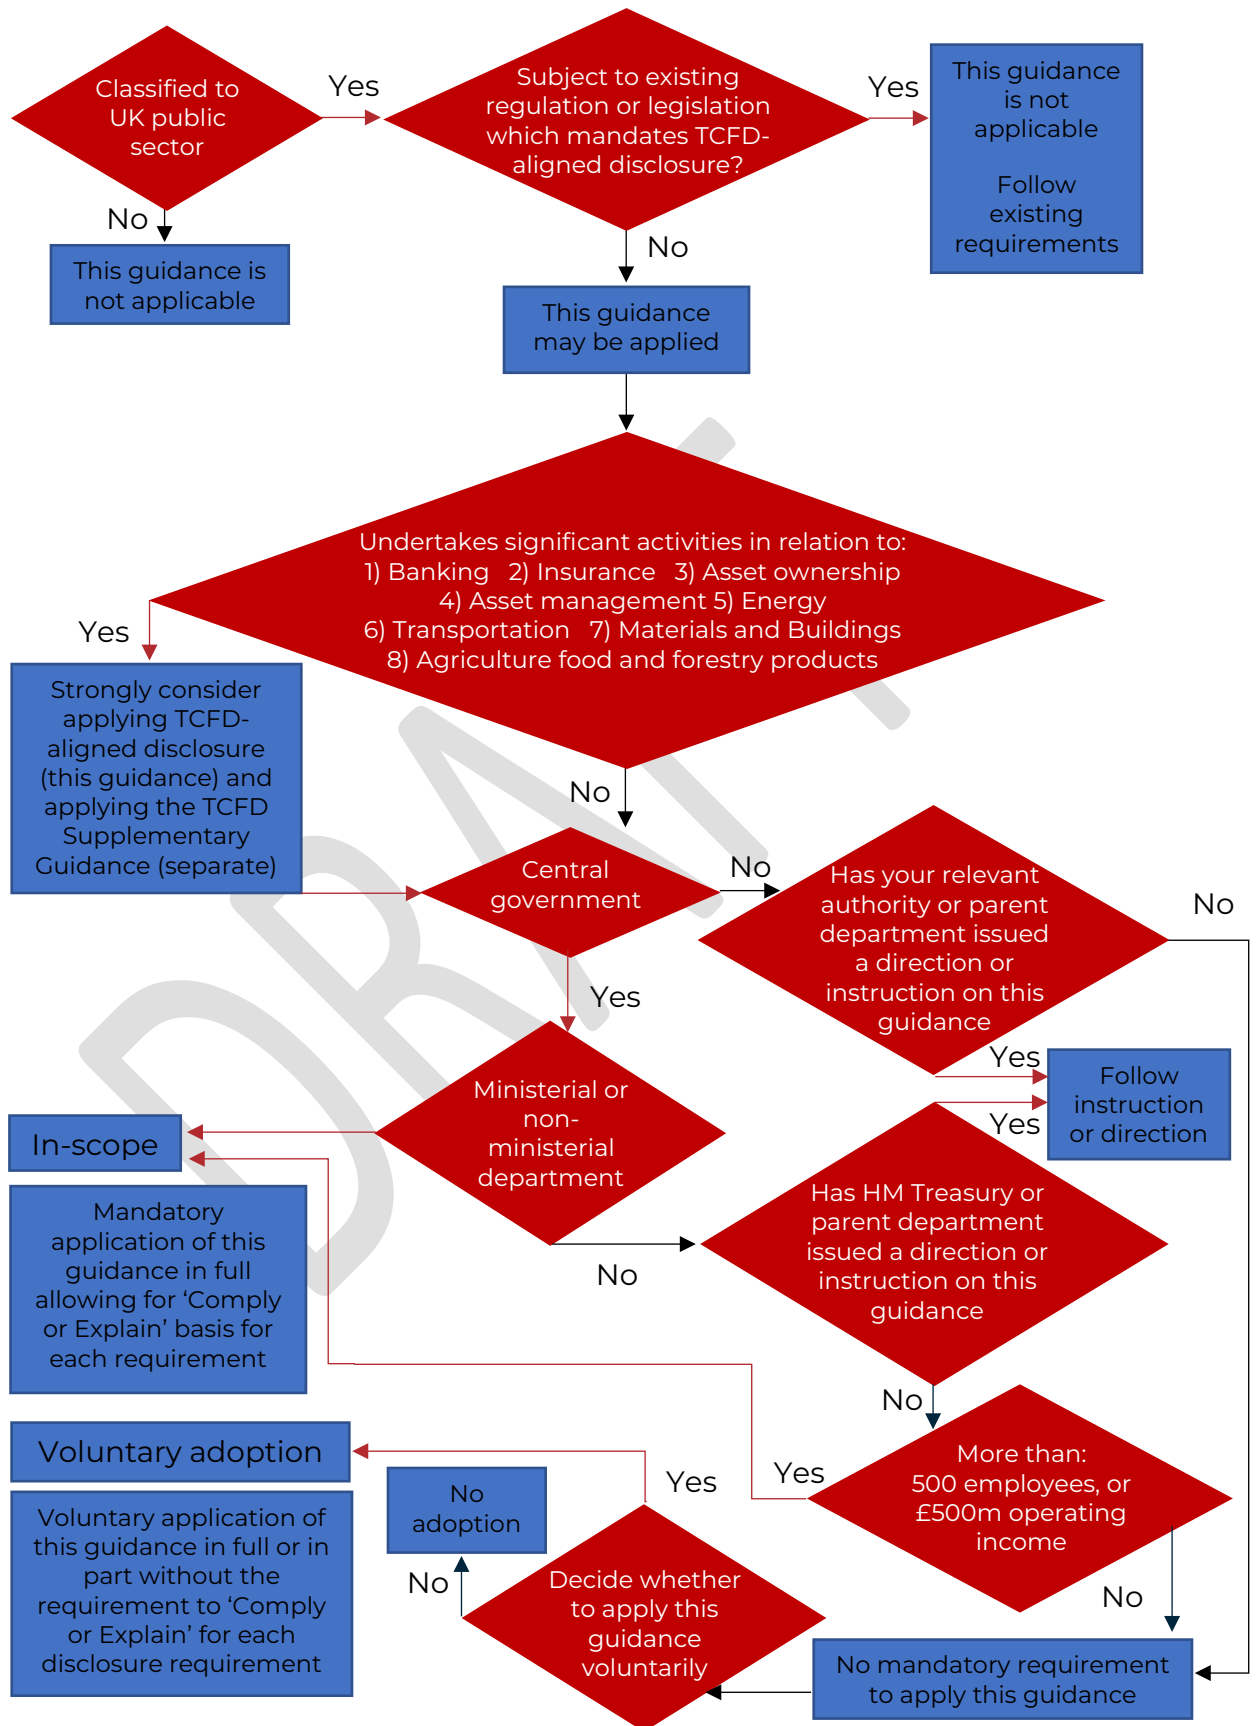 Classified to
UK public
sector
Yes
Subject to existing
regulation or legislation
which mandates TCFD-
aligned disclosure?
Yes
This guidance
is not
applicable
Follow
existing
requirements
No
This guidance is
not applicable
No
This guidance
may be applied
Undertakes significant activities in relation to:
1) Banking 2) Insurance 3) Asset ownership
4) Asset management 5) Energy
6) Transportation 7) Materials and Buildings
8) Agriculture food and forestry products
Yes
Strongly consider
applying TCFD-
aligned disclosure
(this guidance) and
applying the TCFD
Supplementary
Guidance (separate)
No
Central
government
No
Has your relevant
authority or parent
department issued
a direction or
instruction on this
guidance
No
Yes
Yes
Follow
instruction
or direction
Ministerial or
non-
ministerial
department
In-scope
Mandatory
application of this
guidance in full
allowing for ‘Comply
or Explain’ basis for
each requirement
No
Yes
Has HM Treasury or
parent department
issued a direction or
instruction on this
guidance
No
More than:
500 employees, or
£500m operating
income
Yes
No
Voluntary adoption
Voluntary application of
this guidance in full or in
part without the
requirement to ‘Comply
or Explain’ for each
disclosure requirement
Yes
No
adoption
No
Decide whether
to apply this
guidance
voluntarily
No mandatory requirement
to apply this guidance
DRAFT